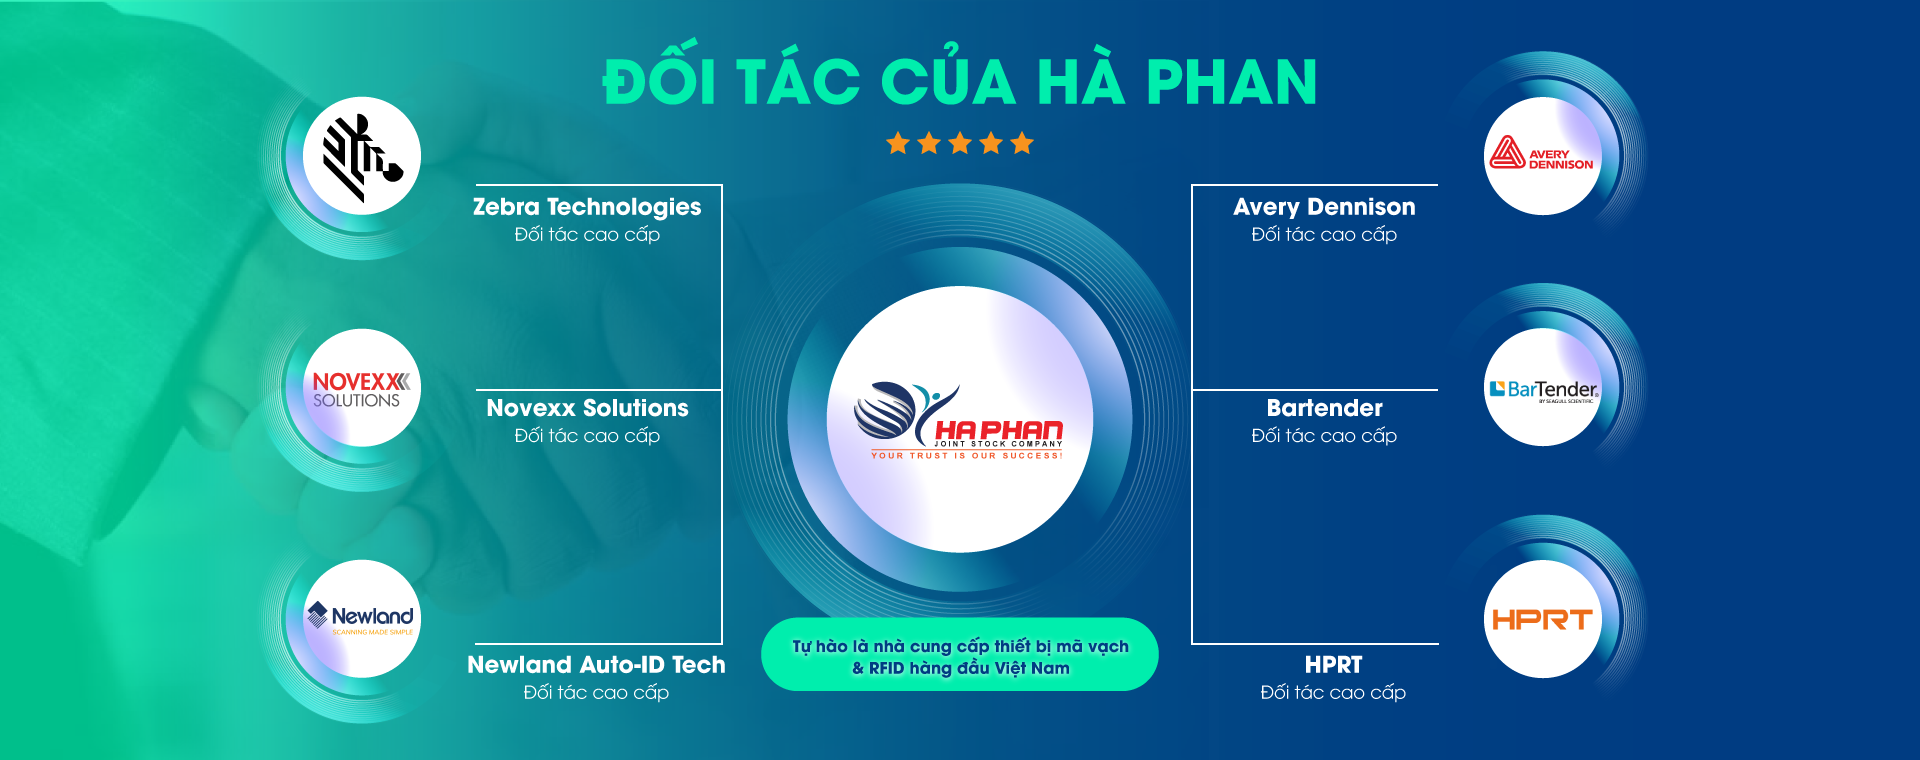 ĐỐI TÁC CỦA HÀ PHAN
Zebra Technologies
Đối tác cao cấp
NOVEXX
SOLUTIONS
Novexx Solutions
Đối tác cao cấp
Newland
SCANNING MADE SIMPLE
Newland Auto-ID Tech
Đối tác cao cấp
HA PHAN
JOINT STOCK COMPANY
YOUR TRUST IS OUR SUCCESS!
Tự hào là nhà cung cấp thiết bị mã vạch
& RFID hàng đầu Việt Nam
AVERY
DENNISON
Avery Dennison
Đối tác cao cấp
BarTender®
BY SEAGULL SCIENTIFIC
Bartender
Đối tác cao cấp
HPRT
HPRT
Đối tác cao cấp